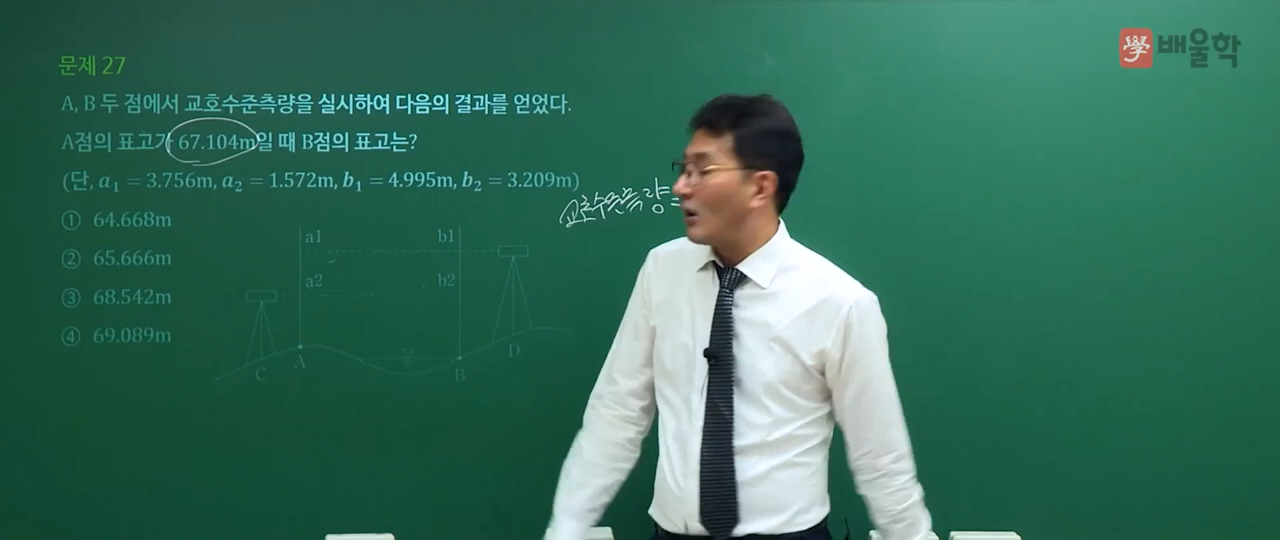 學 배울학
문제 27
A, B 두 점에서 교호수준측량을 실시하여 다음의 결과를 얻었다.
A점의 표고가 67.104m일 때 B점의 표고는?
(단, a₁ = 3.756m, a₂ = 1.572m, b₁ = 4.995m, b₂ = 3.209m)
교호수준측량=
① 64.668m
② 65.666m
③ 68.542m
④ 69.089m
a1 b1
a2 b2
C A B D